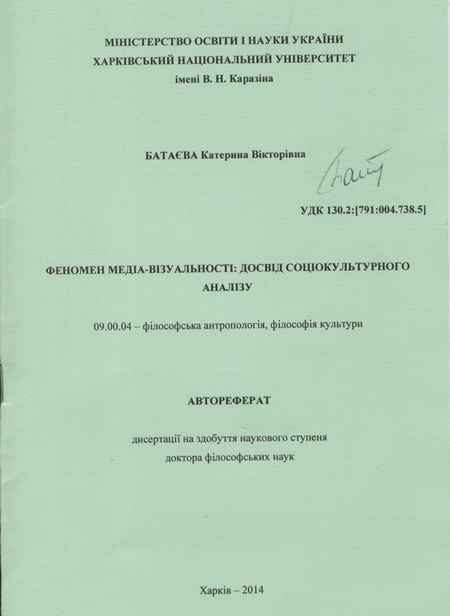 МІНІСТЕРСТВО ОСВІТИ І НАУКИ УКРАЇНИ
ХАРКІВСЬКИЙ НАЦІОНАЛЬНИЙ УНІВЕРСИТЕТ
імені В. Н. Каразіна
БАТАЄВА Катерина Вікторівна
УДК 130.2:[791:004.738.5]
ФЕНОМЕН МЕДІА-ВІЗУАЛЬНОСТІ: ДОСВІД СОЦІОКУЛЬТУРНОГО
АНАЛІЗУ
09.00.04 – філософська антропологія, філософія культури
АВТОРЕФЕРАТ
дисертації на здобуття наукового ступеня
доктора філософських наук
Харків – 2014